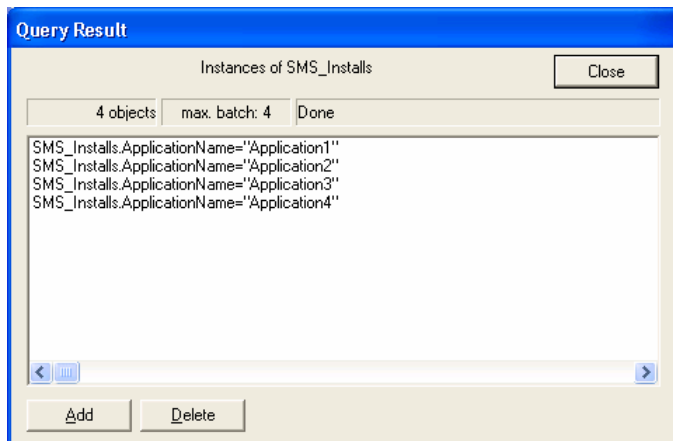 Query Result
Instances of SMS_Installs
Close
4 objects
max. batch: 4
Done
SMS_Installs.ApplicationName="Application1"
SMS_Installs.ApplicationName="Application2"
SMS_Installs.ApplicationName="Application3"
SMS_Installs.ApplicationName="Application4"
Add
Delete